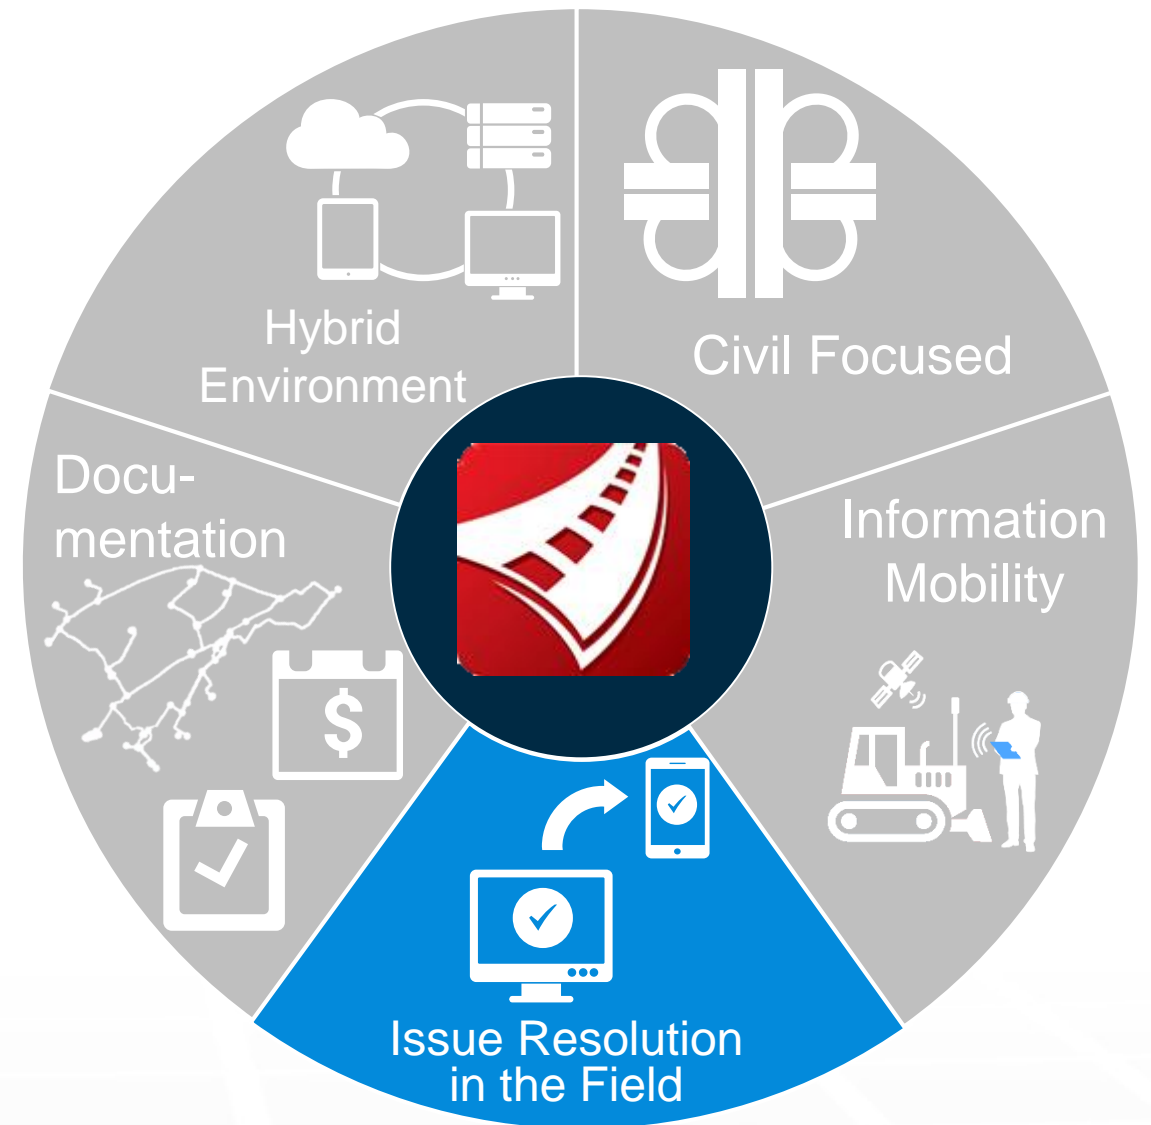 Hybrid
Environment
Civil Focused
Docu-
mentation
Information
Mobility
$
Issue Resolution
in the Field